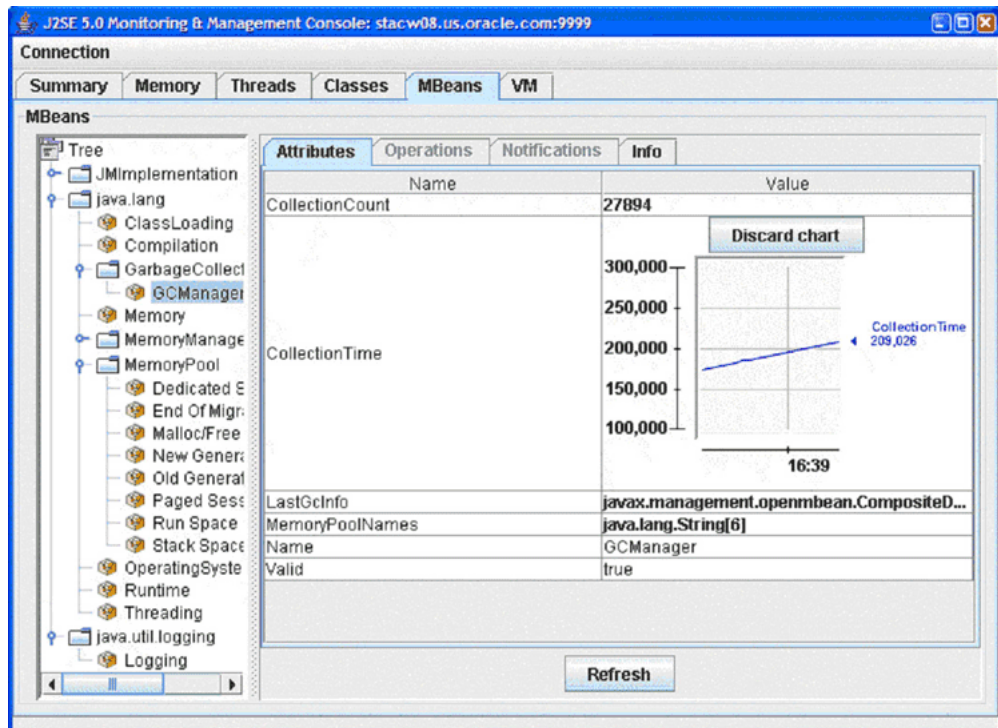 J2SE 5.0 Monitoring & Management Console: stacw08.us.oracle.com:9999
Connection
Summary Memory Threads Classes MBeans VM
MBeans
Tree
JMImplementation
java.lang
ClassLoading
Compilation
GarbageCollect
GCManager
Memory
MemoryManage
MemoryPool
Dedicated S
End Of Migra
Malloc/Free
New Genera
Old Generat
Paged Sess
Run Space
Stack Space
OperatingSyste
Runtime
Threading
java.util.logging
Logging
Attributes Operations Notifications Info
Name Value
CollectionCount 27894
Discard chart
300,000
250,000
200,000
150,000
100,000
CollectionTime
CollectionTime
209,026
16:39
LastGcInfo javax.management.openmbean.CompositeD...
MemoryPoolNames java.lang.String[6]
Name GCManager
Valid true
Refresh